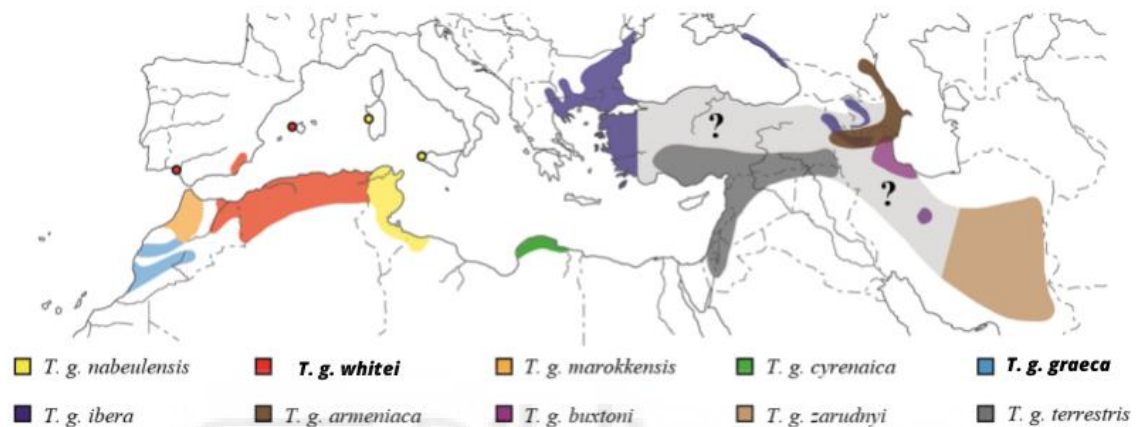 ?
?
T. g. nabeulensis T. g. whitei T. g. marokkensis T. g. cyrenaica T. g. graeca
T. g. ibera T. g. armeniaca T. g. buxtoni T. g. zarudnyi T. g. terrestris